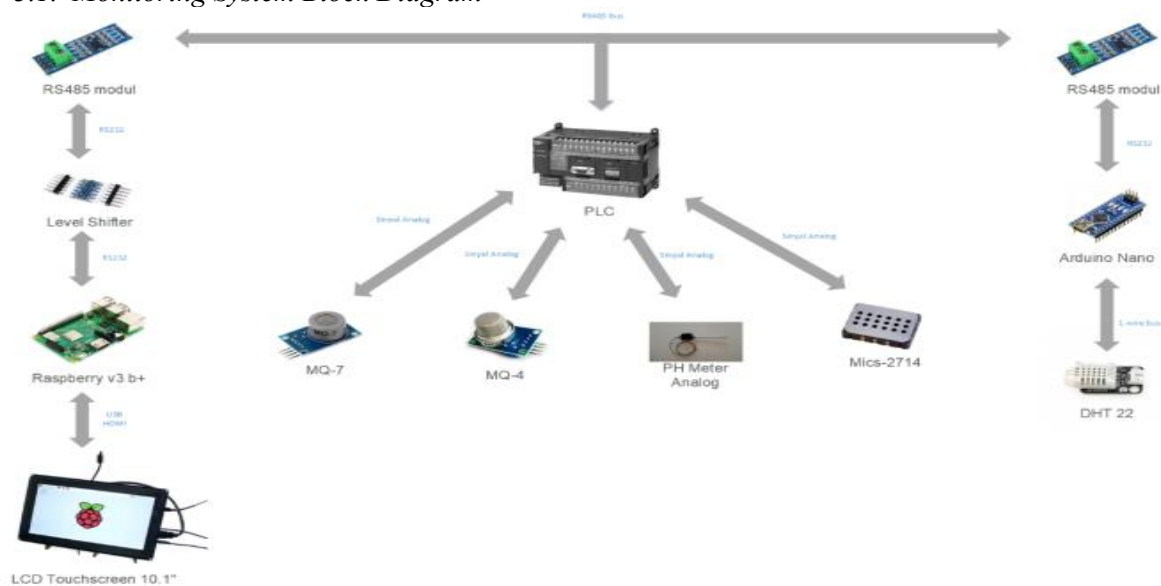 3.1. Monitoring System Block Diagram
RS485 Bus
RS485 modul
RS485 modul
RS232
RS232
PLC
Level Shifter
Sinyal Analog
Sinyal Analog
Sinyal Analog
Sinyal Analog
Arduino Nano
RS232
1-wire bus
MQ-7
MQ-4
PH Meter
Analog
Mics-2714
Raspberry v3 b+
DHT 22
USB
HDMI
LCD Touchscreen 10.1"